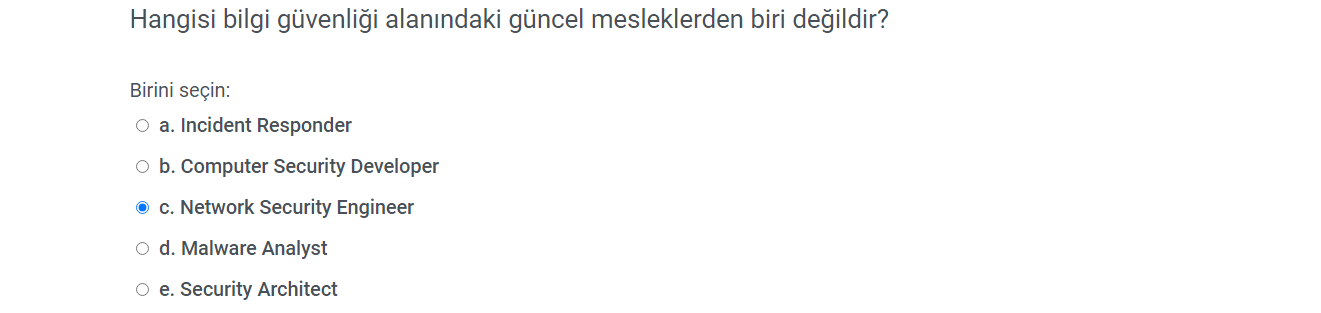 Hangisi bilgi güvenliği alanındaki güncel mesleklerden biri değildir?
Birini seçin:
a. Incident Responder
b. Computer Security Developer
c. Network Security Engineer
d. Malware Analyst
e. Security Architect